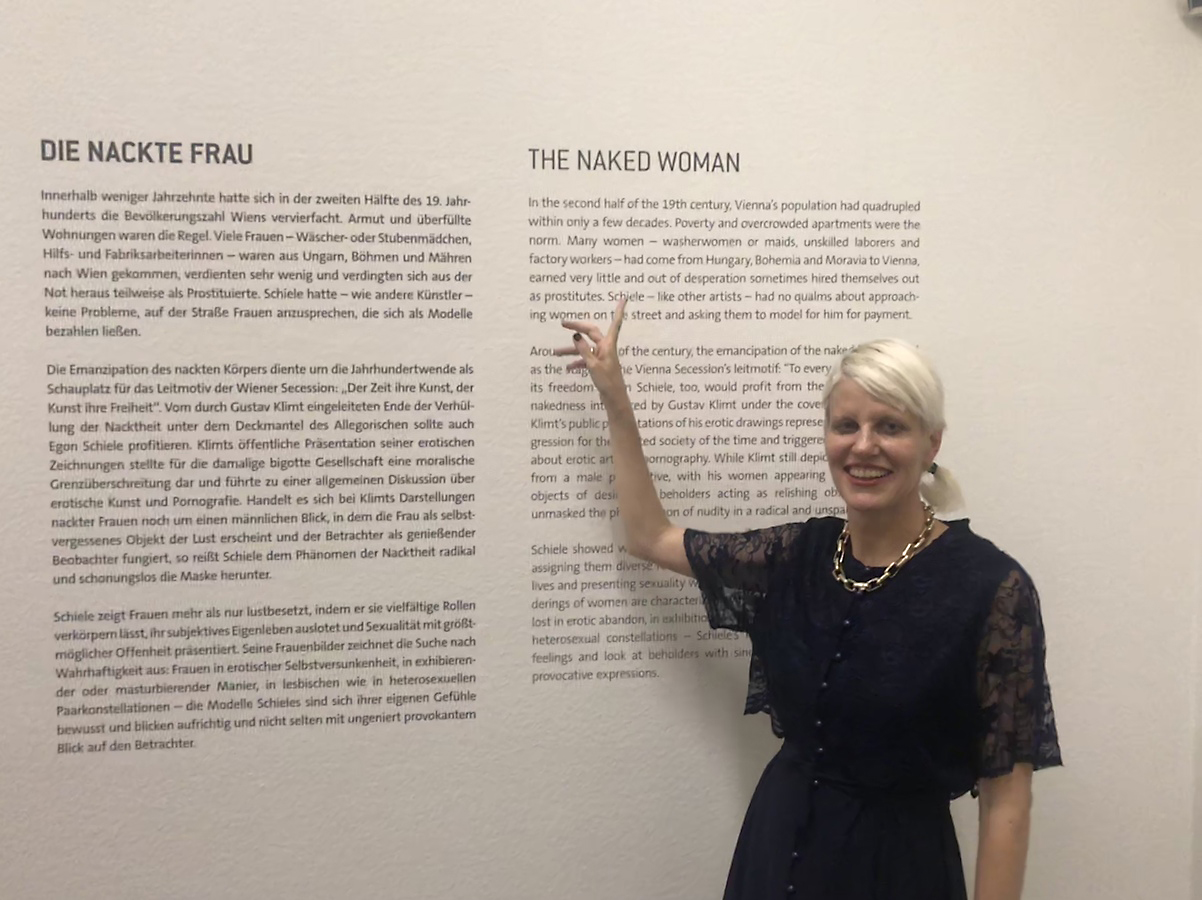 DIE NACKTE FRAU
Innerhalb weniger Jahrzehnte hatte sich in der zweiten Hälfte des 19. Jahr-
hunderts die Bevölkerungszahl Wiens vervierfacht. Armut und überfüllte
Wohnungen waren die Regel. Viele Frauen – Wäscher- oder Stubenmädchen,
Hilfs- und Fabriksarbeiterinnen – waren aus Ungarn, Böhmen und Mähren
nach Wien gekommen, verdienten sehr wenig und verdingten sich aus der
Not heraus teilweise als Prostituierte. Schiele hatte – wie andere Künstler –
keine Probleme, auf der Straße Frauen anzusprechen, die sich als Modelle
bezahlen ließen.
Die Emanzipation des nackten Körpers diente um die Jahrhundertwende als
Schauplatz für das Leitmotiv der Wiener Secession: „Der Zeit ihre Kunst, der
Kunst ihre Freiheit“. Vom durch Gustav Klimt eingeleiteten Ende der Verhül-
lung der Nacktheit unter dem Deckmantel des Allegorischen sollte auch
Egon Schiele profitieren. Klimts öffentliche Präsentation seiner erotischen
Zeichnungen stellte für die damalige bigotte Gesellschaft eine moralische
Grenzüberschreitung dar und führte zu einer allgemeinen Diskussion über
erotische Kunst und Pornografie. Handelt es sich bei Klimts Darstellungen
nackter Frauen noch um einen männlichen Blick, in dem die Frau als selbst-
vergessenes Objekt der Lust erscheint und der Betrachter als genießender
Beobachter fungiert, so reißt Schiele dem Phänomen der Nacktheit radikal
und schonungslos die Maske herunter.
Schiele zeigt Frauen mehr als nur lustbesetzt, indem er sie vielfältige Rollen
verkörpern lässt, ihr subjektives Eigenleben auslotet und Sexualität mit größt-
möglicher Offenheit präsentiert. Seine Frauenbilder zeichnet die Suche nach
Wahrhaftigkeit aus: Frauen in erotischer Selbstversunkenheit, in exhibieren-
der oder masturbierender Manier, in lesbischen wie in heterosexuellen
Paarkonstellationen – die Modelle Schieles sind sich ihrer eigenen Gefühle
bewusst und blicken aufrichtig und nicht selten mit ungeniert provokantem
Blick auf den Betrachter.
THE NAKED WOMAN
In the second half of the 19th century, Vienna's population had quadrupled
within only a few decades. Poverty and overcrowded apartments were the
norm. Many women – washerwomen or maids, unskilled laborers and
factory workers – had come from Hungary, Bohemia and Moravia to Vienna,
earned very little and out of desperation sometimes hired themselves out
as prostitutes. Schiele – like other artists – had no qualms about approach-
ing women on the street and asking them to model for him for payment.
of the century, the emancipation of the
as the Vienna Secession's leitmotif: “To every
its freedom Schiele, too, would profit from the
nakedness by Gustav Klimt under the
Klimt's public of his erotic drawings
for the society of the time and
about erotic pornography. While Klimt still
from a male with his women appearing
objects of beholders acting as relishing
unmasked the of nudity in a radical and
Schiele showed
assigning them diverse
lives and presenting sexuality
derings of women are
lost in erotic abandon, in
heterosexual constellations – Schiele's
feelings and look at beholders with
provocative expressions.